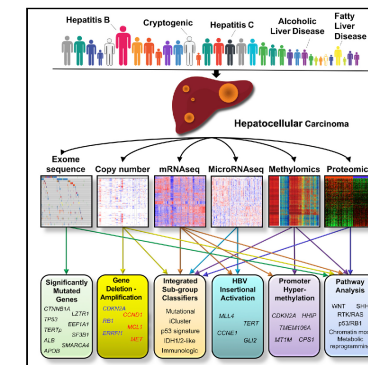 Hepatitis B
Cryptogenic
Hepatitis C
Alcoholic
Liver Disease
Fatty
Liver
Disease
Hepatocellular Carcinoma
Exome
sequence
Copy number
mRNAseq
MicroRNAseq
Methylomics
Proteomic
Significantly
Mutated
Genes
CTNNB1A
LZTR1
TP53
EEF1A1
TERTp
SF3B1
ALB
SMARCA4
APOB
Gene
Deletion -
Amplification
CDKN2A
CCND1
RB1
MCL1
ERRFI1
MET
Integrated
Sub-group
Classifiers
Mutational
iCluster
p53 signature
IDH1/2-like
Immunologic
HBV
Insertional
Activation
MLL4
TERT
CCNE1
GLI2
Promoter
Hyper-
methylation
CDKN2A HHIP
TMEM106A
MT1M CPS1
Pathway
Analysis
WNT SHH
RTK/RAS
p53/RB1
Chromatin mo
Metabolic
reprogrammin